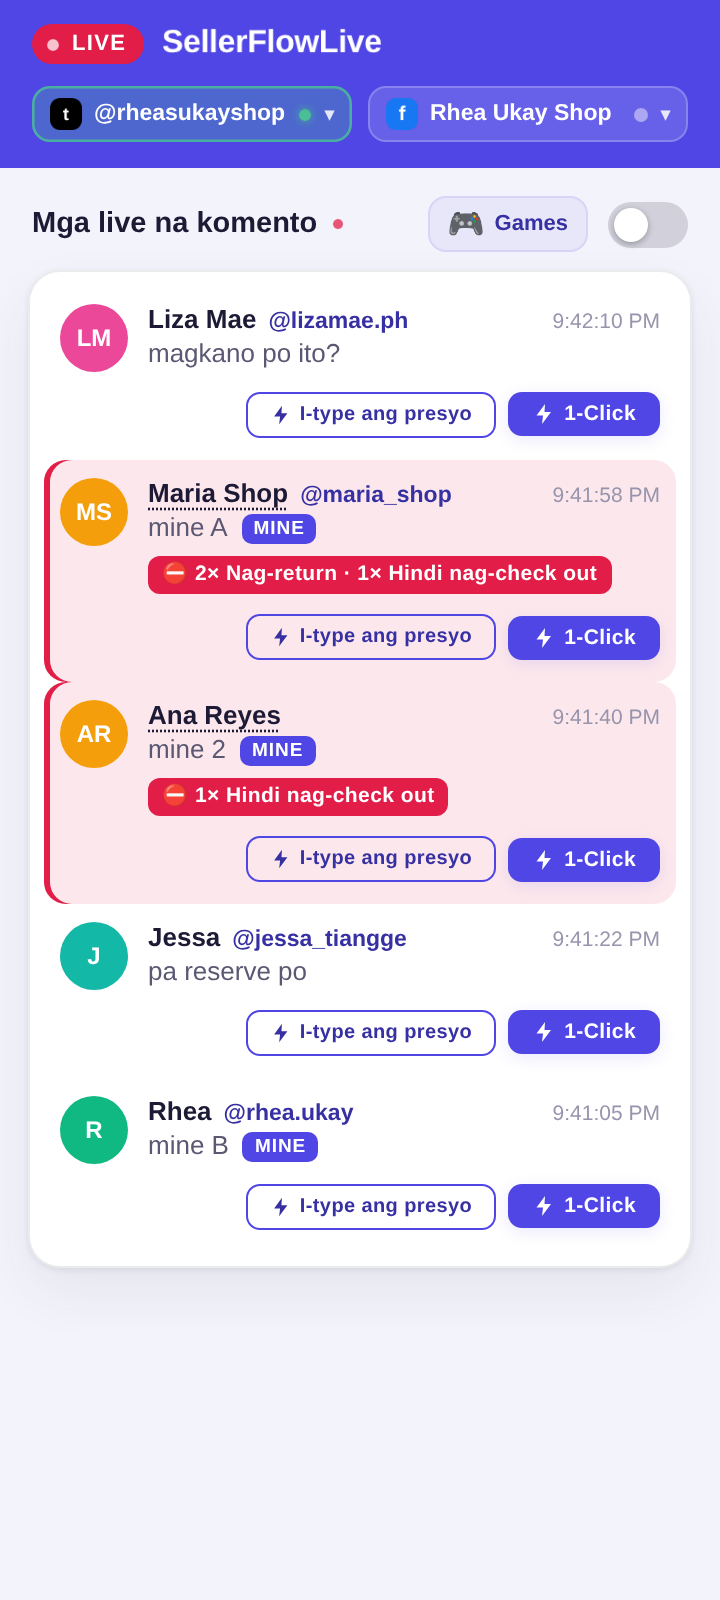 LIVE SellerFlowLive
t @rheasukayshop ▾ f Rhea Ukay Shop ▾
Mga live na komento 🎮 Games
LM Liza Mae @lizamae.ph 9:42:10 PM
magkano po ito?
I-type ang presyo 1-Click
MS Maria Shop @maria_shop 9:41:58 PM
mine A MINE
⛔ 2× Nag-return · 1× Hindi nag-check out
I-type ang presyo 1-Click
AR Ana Reyes 9:41:40 PM
mine 2 MINE
⛔ 1× Hindi nag-check out
I-type ang presyo 1-Click
J Jessa @jessa_tiangge 9:41:22 PM
pa reserve po
I-type ang presyo 1-Click
R Rhea @rhea.ukay 9:41:05 PM
mine B MINE
I-type ang presyo 1-Click